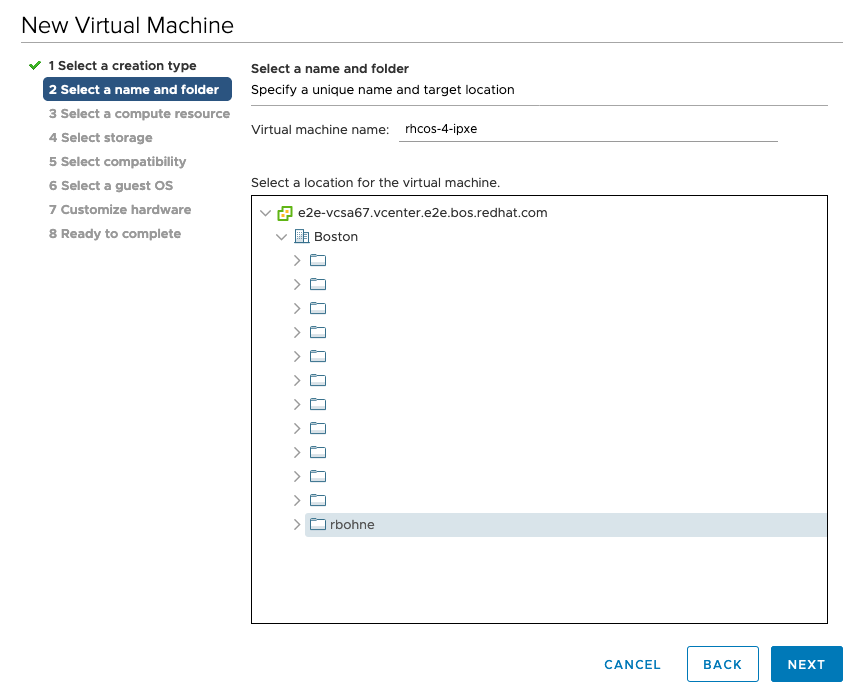 New Virtual Machine
1 Select a creation type
2 Select a name and folder
3 Select a compute resource
4 Select storage
5 Select compatibility
6 Select a guest OS
7 Customize hardware
8 Ready to complete
Select a name and folder
Specify a unique name and target location
Virtual machine name: rhcos-4-ipxe
Select a location for the virtual machine.
e2e-vcsa67.vcenter.e2e.bos.redhat.com
Boston
rbohne
CANCEL BACK NEXT